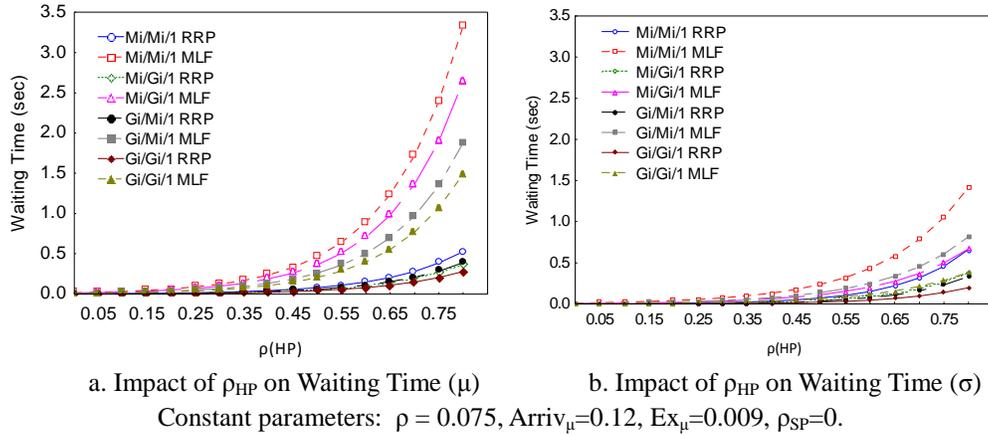 3.5
3.0
2.5
2.0
1.5
1.0
0.5
0.0
Waiting Time (sec)
Mi/Mi/1 RRP
Mi/Mi/1 MLF
Mi/Gi/1 RRP
Mi/Gi/1 MLF
Gi/Mi/1 RRP
Gi/Mi/1 MLF
Gi/Gi/1 RRP
Gi/Gi/1 MLF
0.05 0.15 0.25 0.35 0.45 0.55 0.65 0.75
ρ(HP)
a. Impact of ρHP on Waiting Time (μ)
3.5
3.0
2.5
2.0
1.5
1.0
0.5
0.0
Waiting Time (sec)
Mi/Mi/1 RRP
Mi/Mi/1 MLF
Mi/Gi/1 RRP
Mi/Gi/1 MLF
Gi/Mi/1 RRP
Gi/Mi/1 MLF
Gi/Gi/1 RRP
Gi/Gi/1 MLF
0.05 0.15 0.25 0.35 0.45 0.55 0.65 0.75
ρ(HP)
b. Impact of ρHP on Waiting Time (σ)
Constant parameters: ρ = 0.075, Arrivμ=0.12, Exμ=0.009, ρSP=0.